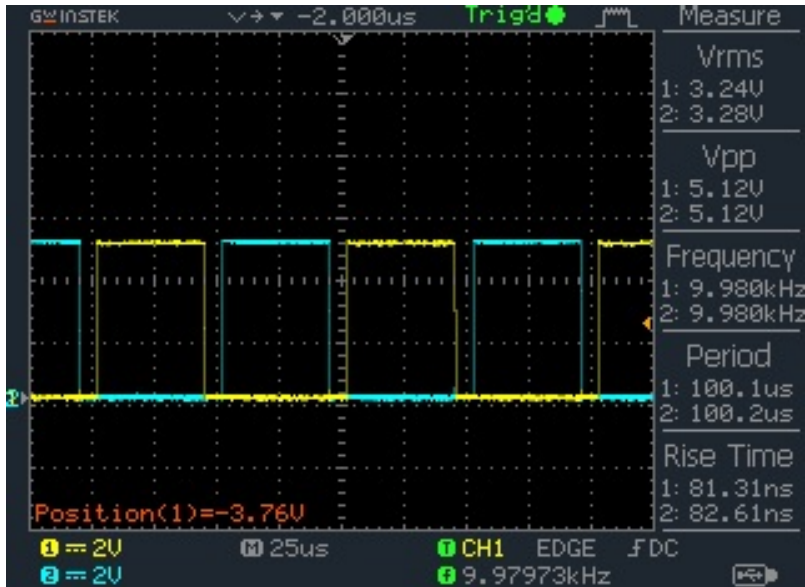 GWINSTEK -2.000us Trig'd Measure
Vrms
1: 3.24V
2: 3.28V
Vpp
1: 5.12V
2: 5.12V
Frequency
1: 9.980kHz
2: 9.980kHz
Period
1: 100.1us
2: 100.2us
Rise Time
1: 81.31ns
2: 82.61ns
Position(1)=-3.76V
1 2V M 25us T CH1 EDGE DC
2 2V f 9.97973kHz